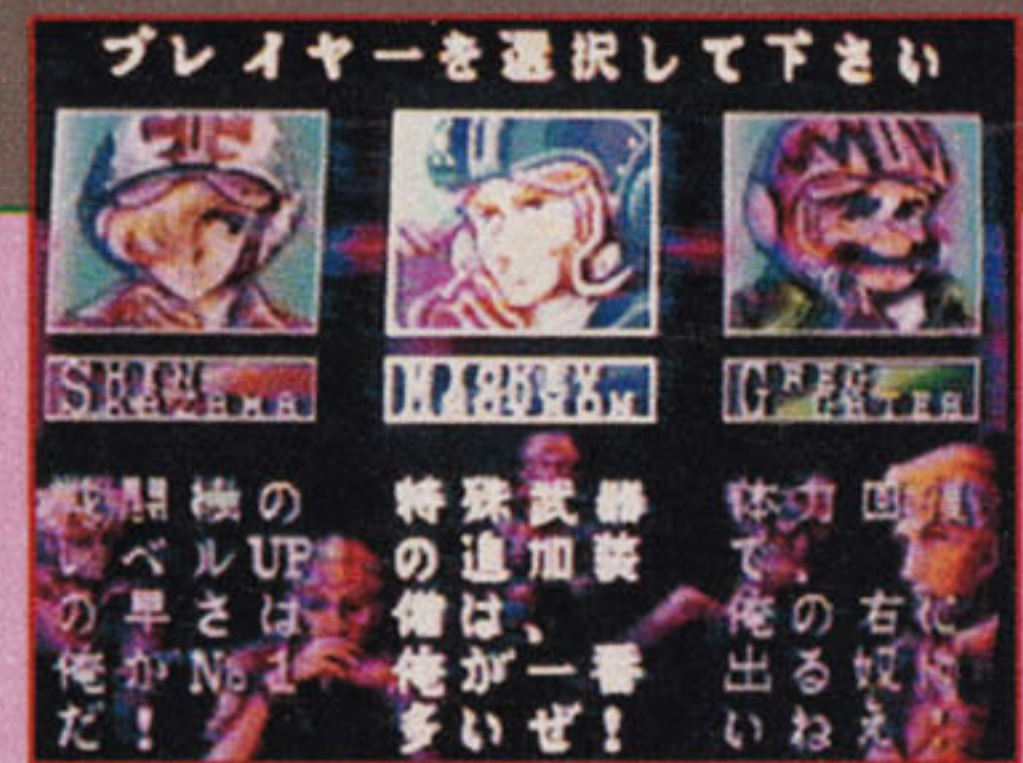 プレイヤーを選択して下さい
SHIN
KAZAMA
GREG
戦闘機の
レベルUP
の早さは
俺がNo.1
だ！
特殊武器
の追加装
備は、
俺が一番
多いぜ！
体力回復
で、
俺の右に
出る奴は
いねえ！